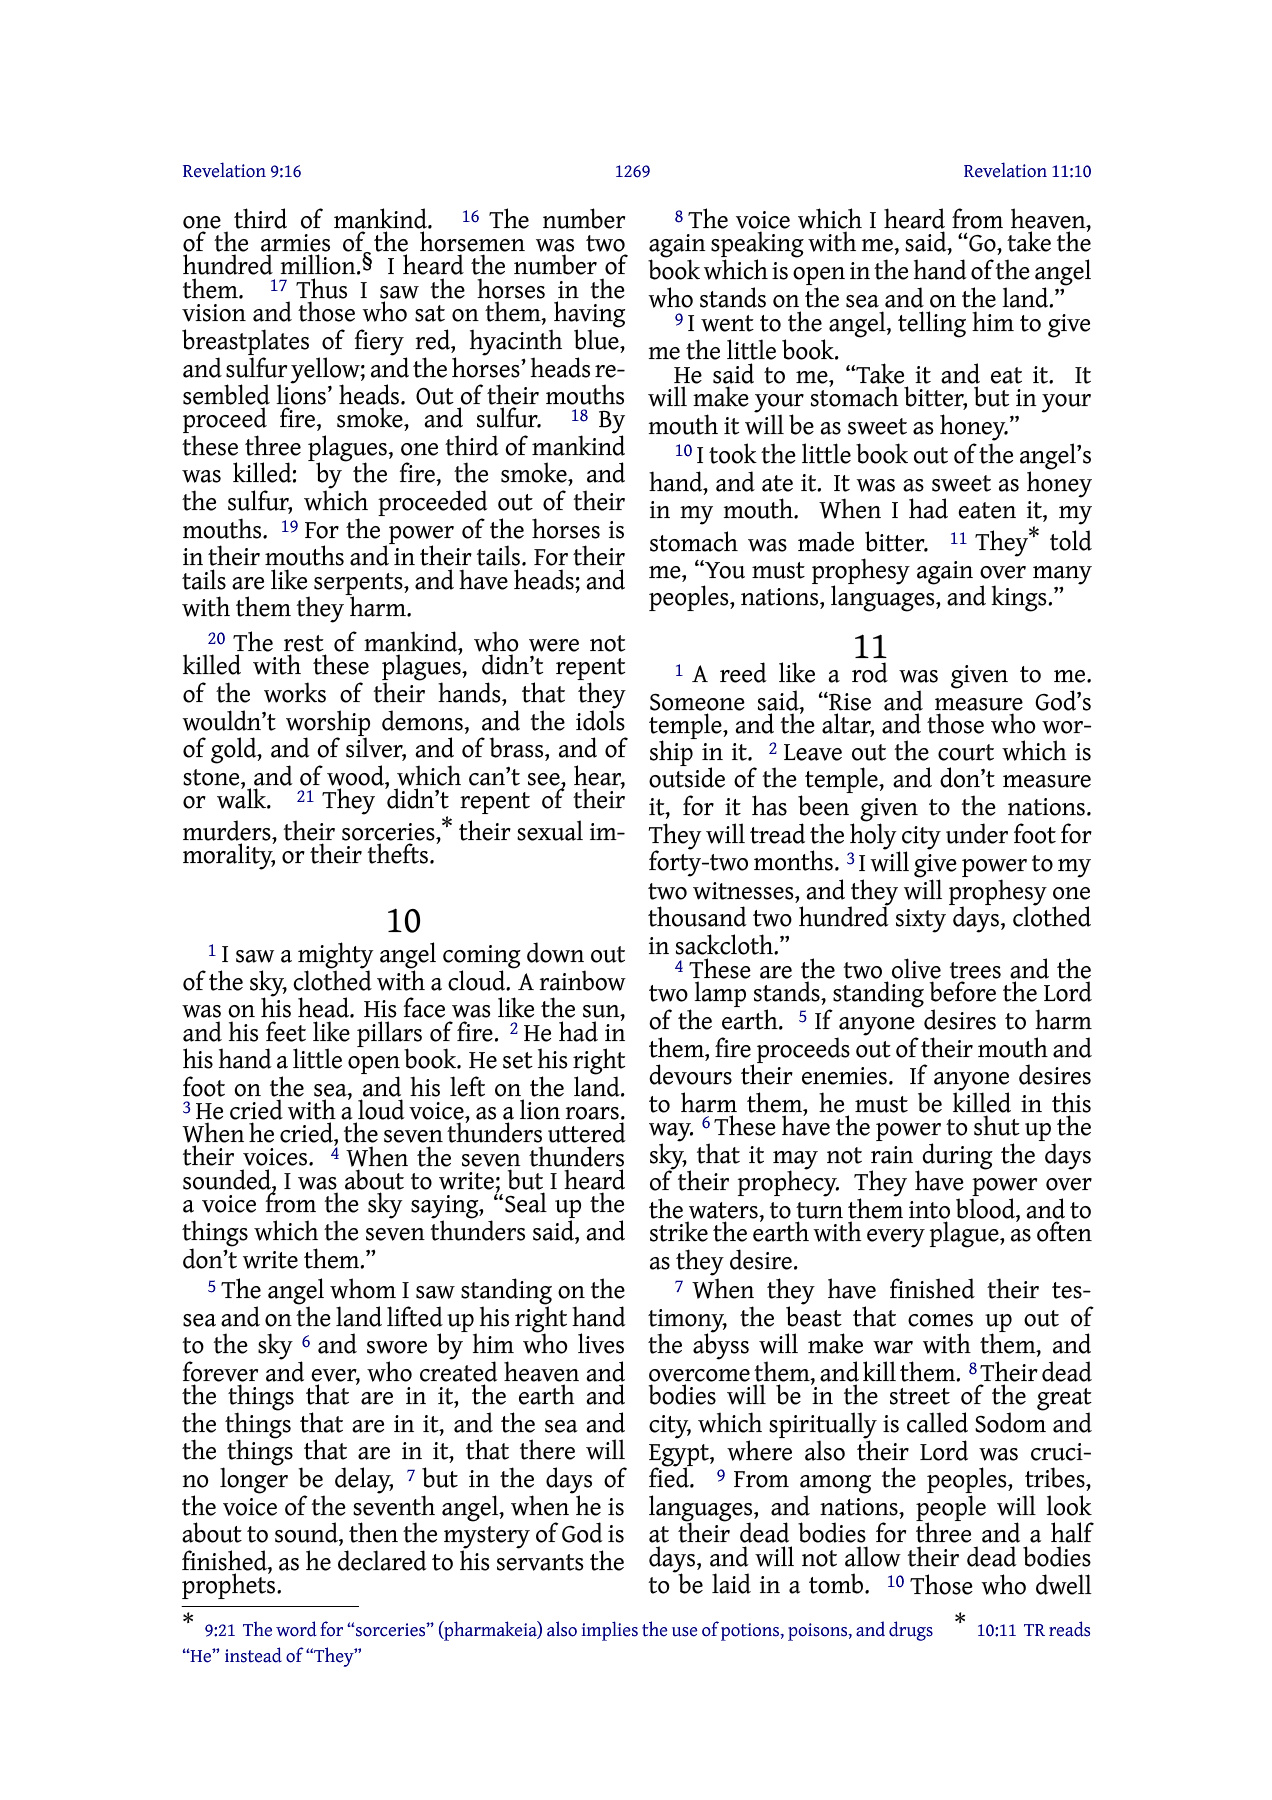 Revelation 9:16 1269 Revelation 11:10
one third of mankind. 16 The number
of the armies of the horsemen was two
hundred million.§ I heard the number of
them. 17 Thus I saw the horses in the
vision and those who sat on them, having
breastplates of fiery red, hyacinth blue,
and sulfur yellow; and the horses’ heads re-
sembled lions’ heads. Out of their mouths
proceed fire, smoke, and sulfur. 18 By
these three plagues, one third of mankind
was killed: by the fire, the smoke, and
the sulfur, which proceeded out of their
mouths. 19 For the power of the horses is
in their mouths and in their tails. For their
tails are like serpents, and have heads; and
with them they harm.
20 The rest of mankind, who were not
killed with these plagues, didn’t repent
of the works of their hands, that they
wouldn’t worship demons, and the idols
of gold, and of silver, and of brass, and of
stone, and of wood, which can’t see, hear,
or walk. 21 They didn’t repent of their
murders, their sorceries,* their sexual im-
morality, or their thefts.
10
1 I saw a mighty angel coming down out
of the sky, clothed with a cloud. A rainbow
was on his head. His face was like the sun,
and his feet like pillars of fire. 2 He had in
his hand a little open book. He set his right
foot on the sea, and his left on the land.
3 He cried with a loud voice, as a lion roars.
When he cried, the seven thunders uttered
their voices. 4 When the seven thunders
sounded, I was about to write; but I heard
a voice from the sky saying, “Seal up the
things which the seven thunders said, and
don’t write them.”
5 The angel whom I saw standing on the
sea and on the land lifted up his right hand
to the sky 6 and swore by him who lives
forever and ever, who created heaven and
the things that are in it, the earth and
the things that are in it, and the sea and
the things that are in it, that there will
no longer be delay, 7 but in the days of
the voice of the seventh angel, when he is
about to sound, then the mystery of God is
finished, as he declared to his servants the
prophets.
8 The voice which I heard from heaven,
again speaking with me, said, “Go, take the
book which is open in the hand of the angel
who stands on the sea and on the land.”
9 I went to the angel, telling him to give
me the little book.
He said to me, “Take it and eat it. It
will make your stomach bitter, but in your
mouth it will be as sweet as honey.”
10 I took the little book out of the angel’s
hand, and ate it. It was as sweet as honey
in my mouth. When I had eaten it, my
stomach was made bitter. 11 They* told
me, “You must prophesy again over many
peoples, nations, languages, and kings.”
11
1 A reed like a rod was given to me.
Someone said, “Rise and measure God’s
temple, and the altar, and those who wor-
ship in it. 2 Leave out the court which is
outside of the temple, and don’t measure
it, for it has been given to the nations.
They will tread the holy city under foot for
forty-two months. 3 I will give power to my
two witnesses, and they will prophesy one
thousand two hundred sixty days, clothed
in sackcloth.”
4 These are the two olive trees and the
two lamp stands, standing before the Lord
of the earth. 5 If anyone desires to harm
them, fire proceeds out of their mouth and
devours their enemies. If anyone desires
to harm them, he must be killed in this
way. 6 These have the power to shut up the
sky, that it may not rain during the days
of their prophecy. They have power over
the waters, to turn them into blood, and to
strike the earth with every plague, as often
as they desire.
7 When they have finished their tes-
timony, the beast that comes up out of
the abyss will make war with them, and
overcome them, and kill them. 8 Their dead
bodies will be in the street of the great
city, which spiritually is called Sodom and
Egypt, where also their Lord was cruci-
fied. 9 From among the peoples, tribes,
languages, and nations, people will look
at their dead bodies for three and a half
days, and will not allow their dead bodies
to be laid in a tomb. 10 Those who dwell
* 9:21 The word for “sorceries” (pharmakeia) also implies the use of potions, poisons, and drugs * 10:11 TR reads
“He” instead of “They”